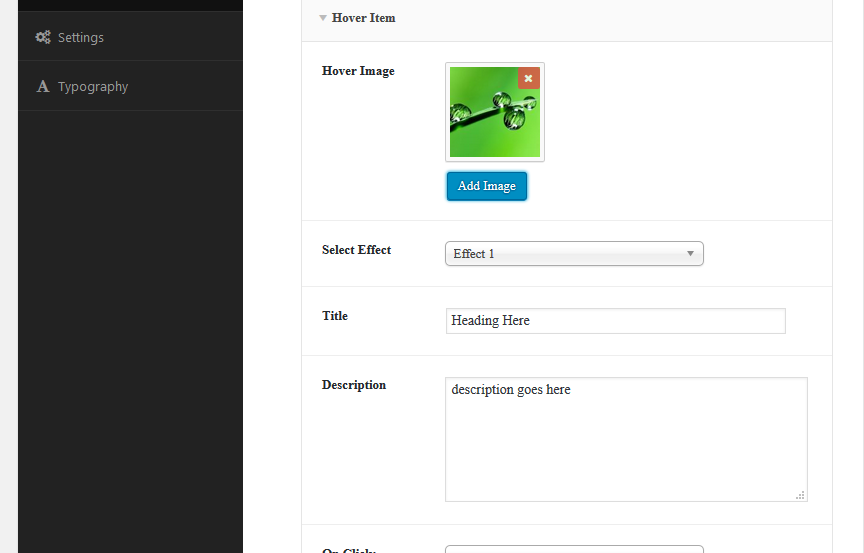 Settings
Typography
Hover Item
Hover Image
Add Image
Select Effect
Effect 1
Title
Heading Here
Description
description goes here
On Click: